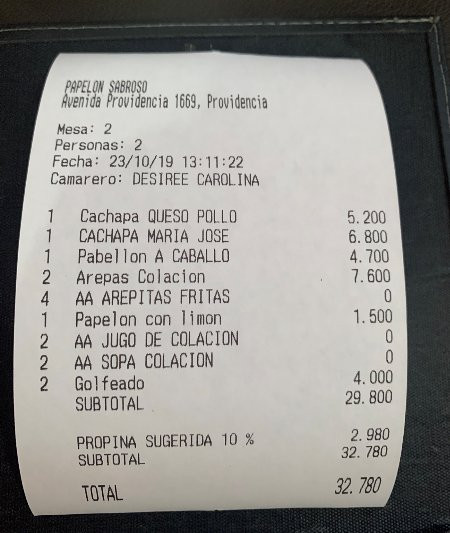 PAPELON SABROSO
Avenida Providencia 1669, Providencia
Mesa: 2
Personas: 2
Fecha: 23/10/19 13:11:22
Camarero: DESIREE CAROLINA
1 Cachapa QUESO POLLO 5.200
1 CACHAPA MARIA JOSE 6.800
1 Pabellon A CABALLO 4.700
2 Arepas Colacion 7.600
4 AA AREPITAS FRITAS 0
1 Papelon con limon 1.500
2 AA JUGO DE COLACION 0
2 AA SOPA COLACION 0
2 Golfeado 4.000
SUBTOTAL 29.800
PROPINA SUGERIDA 10 % 2.980
SUBTOTAL 32.780
TOTAL 32.780